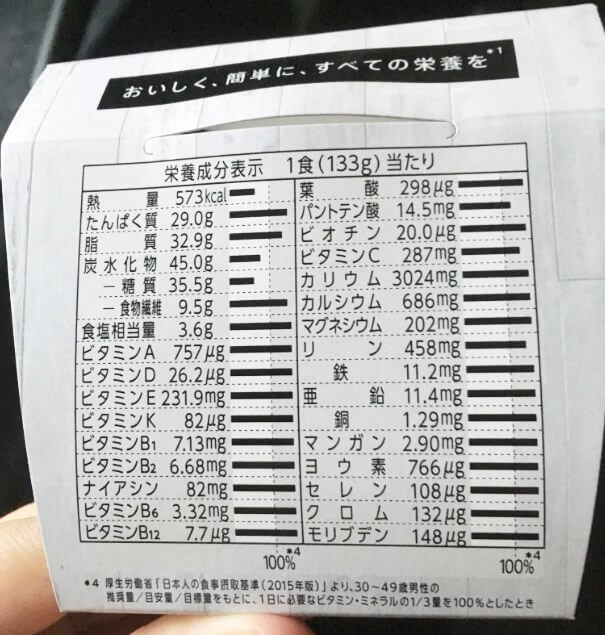 おいしく、簡単に、すべての栄養を*1
栄養成分表示 1食(133g)当たり
熱量 573kcal
たんぱく質 29.0g
脂質 32.9g
炭水化物 45.0g
－糖質 35.5g
－食物繊維 9.5g
食塩相当量 3.6g
ビタミンA 757μg
ビタミンD 26.2μg
ビタミンE 231.9mg
ビタミンK 82μg
ビタミンB1 7.13mg
ビタミンB2 6.68mg
ナイアシン 82mg
ビタミンB6 3.32mg
ビタミンB12 7.7μg
葉酸 298μg
パントテン酸 14.5mg
ビオチン 20.0μg
ビタミンC 287mg
カリウム 3024mg
カルシウム 686mg
マグネシウム 202mg
リン 458mg
鉄 11.2mg
亜鉛 11.4mg
銅 1.29mg
マンガン 2.90mg
ヨウ素 766μg
セレン 108μg
クロム 132μg
モリブデン 148μg
100%*4 100%*4
*4 厚生労働省「日本人の食事摂取基準(2015年版)」より、30～49歳男性の
推奨量/目安量/目標量をもとに、1日に必要なビタミン・ミネラルの1/3量を100%としたとき